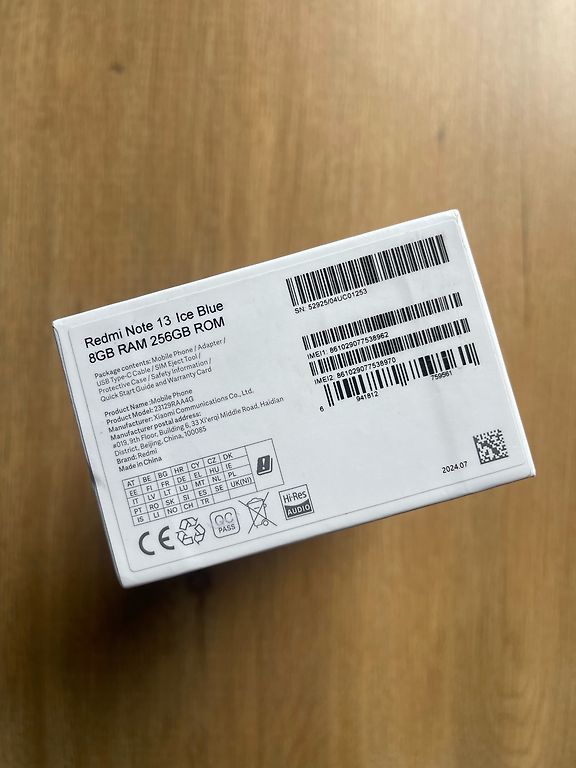 Redmi Note 13 Ice Blue
8GB RAM 256GB ROM
Package contents: Mobile Phone / Adapter /
USB Type-C Cable / SIM Eject Tool /
Protective Case / Safety Information /
Quick Start Guide and Warranty Card
Product Name: Mobile Phone
Product Model: 23129RAA4G
Manufacturer: Xiaomi Communications Co., Ltd.
Manufacturer postal address:
#019, 9th Floor, Building 6, 33 Xi'erqi Middle Road, Haidian
District, Beijing, China, 100085
Brand: Redmi
Made in China
AT BE BG HR CY CZ DK
EE FI FR DE EL HU IE
IT LV LT LU MT NL PL
PT RO SK SI ES SE UK(NI)
IS LI NO CH TR
CE
QC
PASS
Hi-Res
AUDIO
SN: 52925/04UC01253
IMEI1: 861029077538962
IMEI2: 861029077538970
6 941812 759561
2024.07